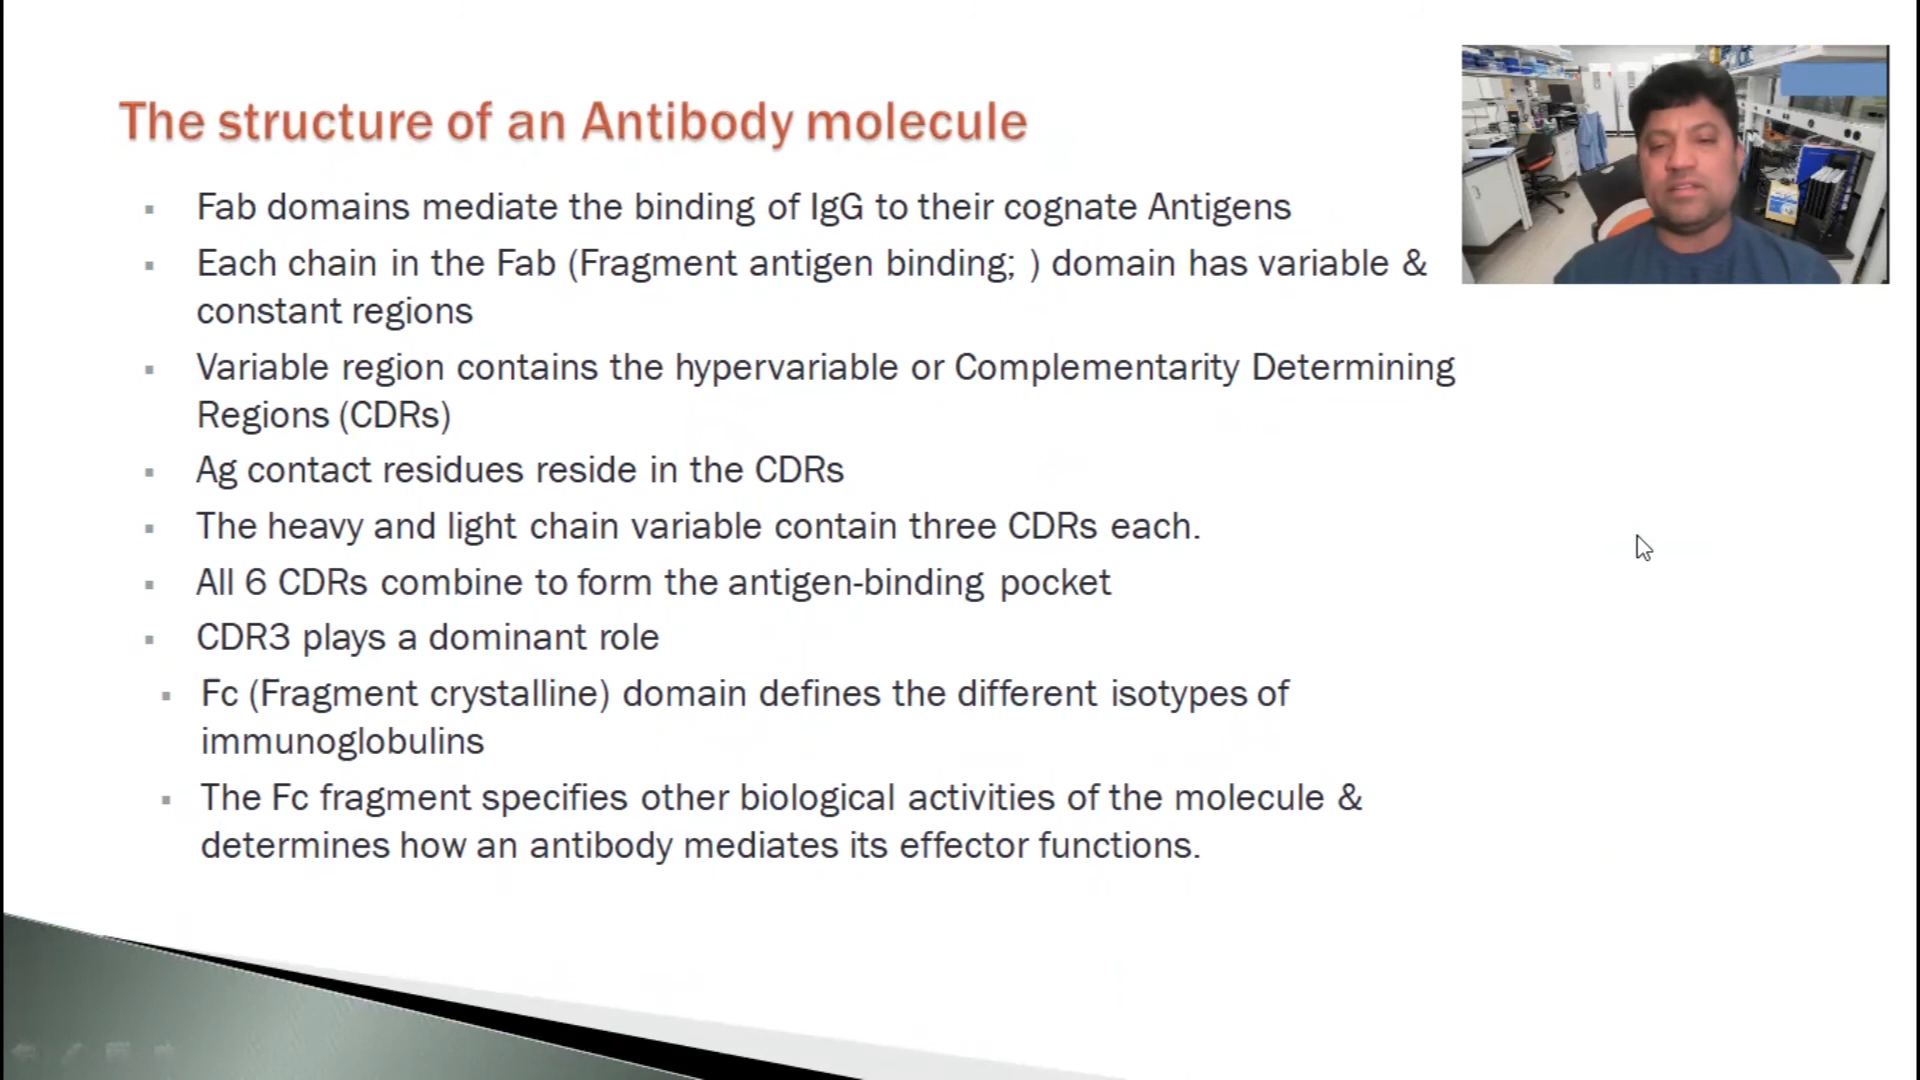 The structure of an Antibody molecule
Fab domains mediate the binding of IgG to their cognate Antigens
Each chain in the Fab (Fragment antigen binding; ) domain has variable &
constant regions
Variable region contains the hypervariable or Complementarity Determining
Regions (CDRs)
Ag contact residues reside in the CDRs
The heavy and light chain variable contain three CDRs each.
All 6 CDRs combine to form the antigen-binding pocket
CDR3 plays a dominant role
Fc (Fragment crystalline) domain defines the different isotypes of
immunoglobulins
The Fc fragment specifies other biological activities of the molecule &
determines how an antibody mediates its effector functions.